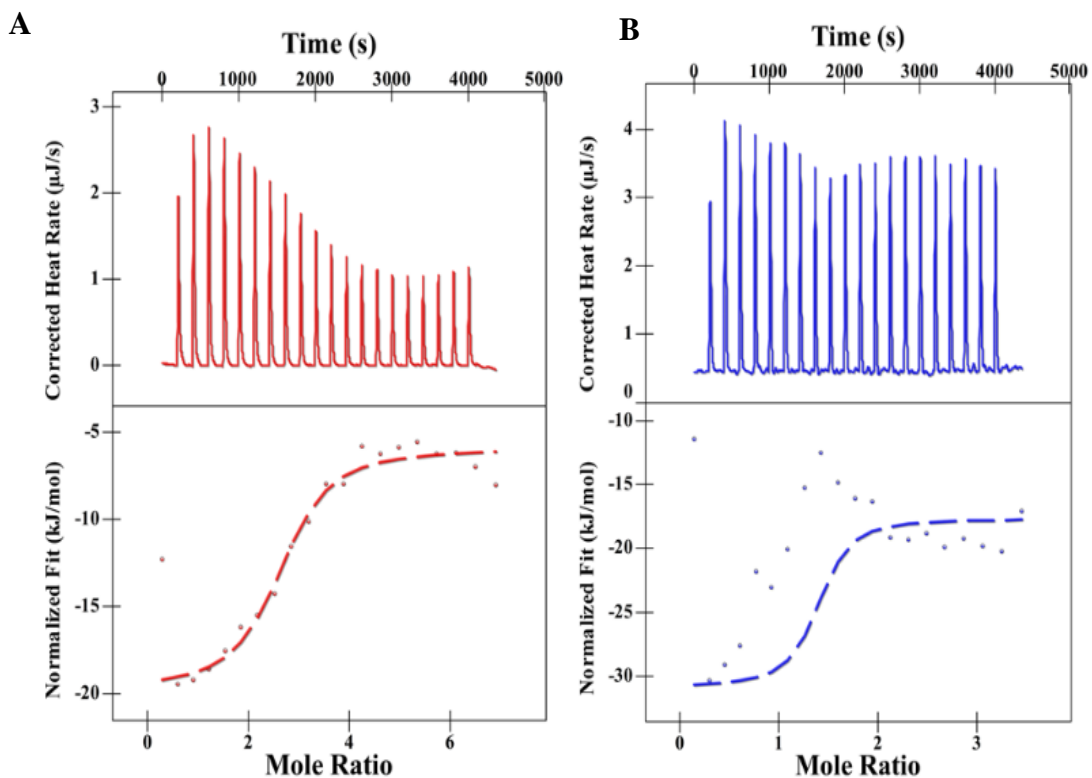 A
Time (s)
0 1000 2000 3000 4000 5000
Corrected Heat Rate (µJ/s)
3
2
1
0
Normalized Fit (kJ/mol)
-5
-10
-15
-20
0 2 4 6
Mole Ratio
B
Time (s)
0 1000 2000 3000 4000 5000
Corrected Heat Rate (µJ/s)
4
3
2
1
0
Normalized Fit (kJ/mol)
-10
-15
-20
-25
-30
0 1 2 3
Mole Ratio